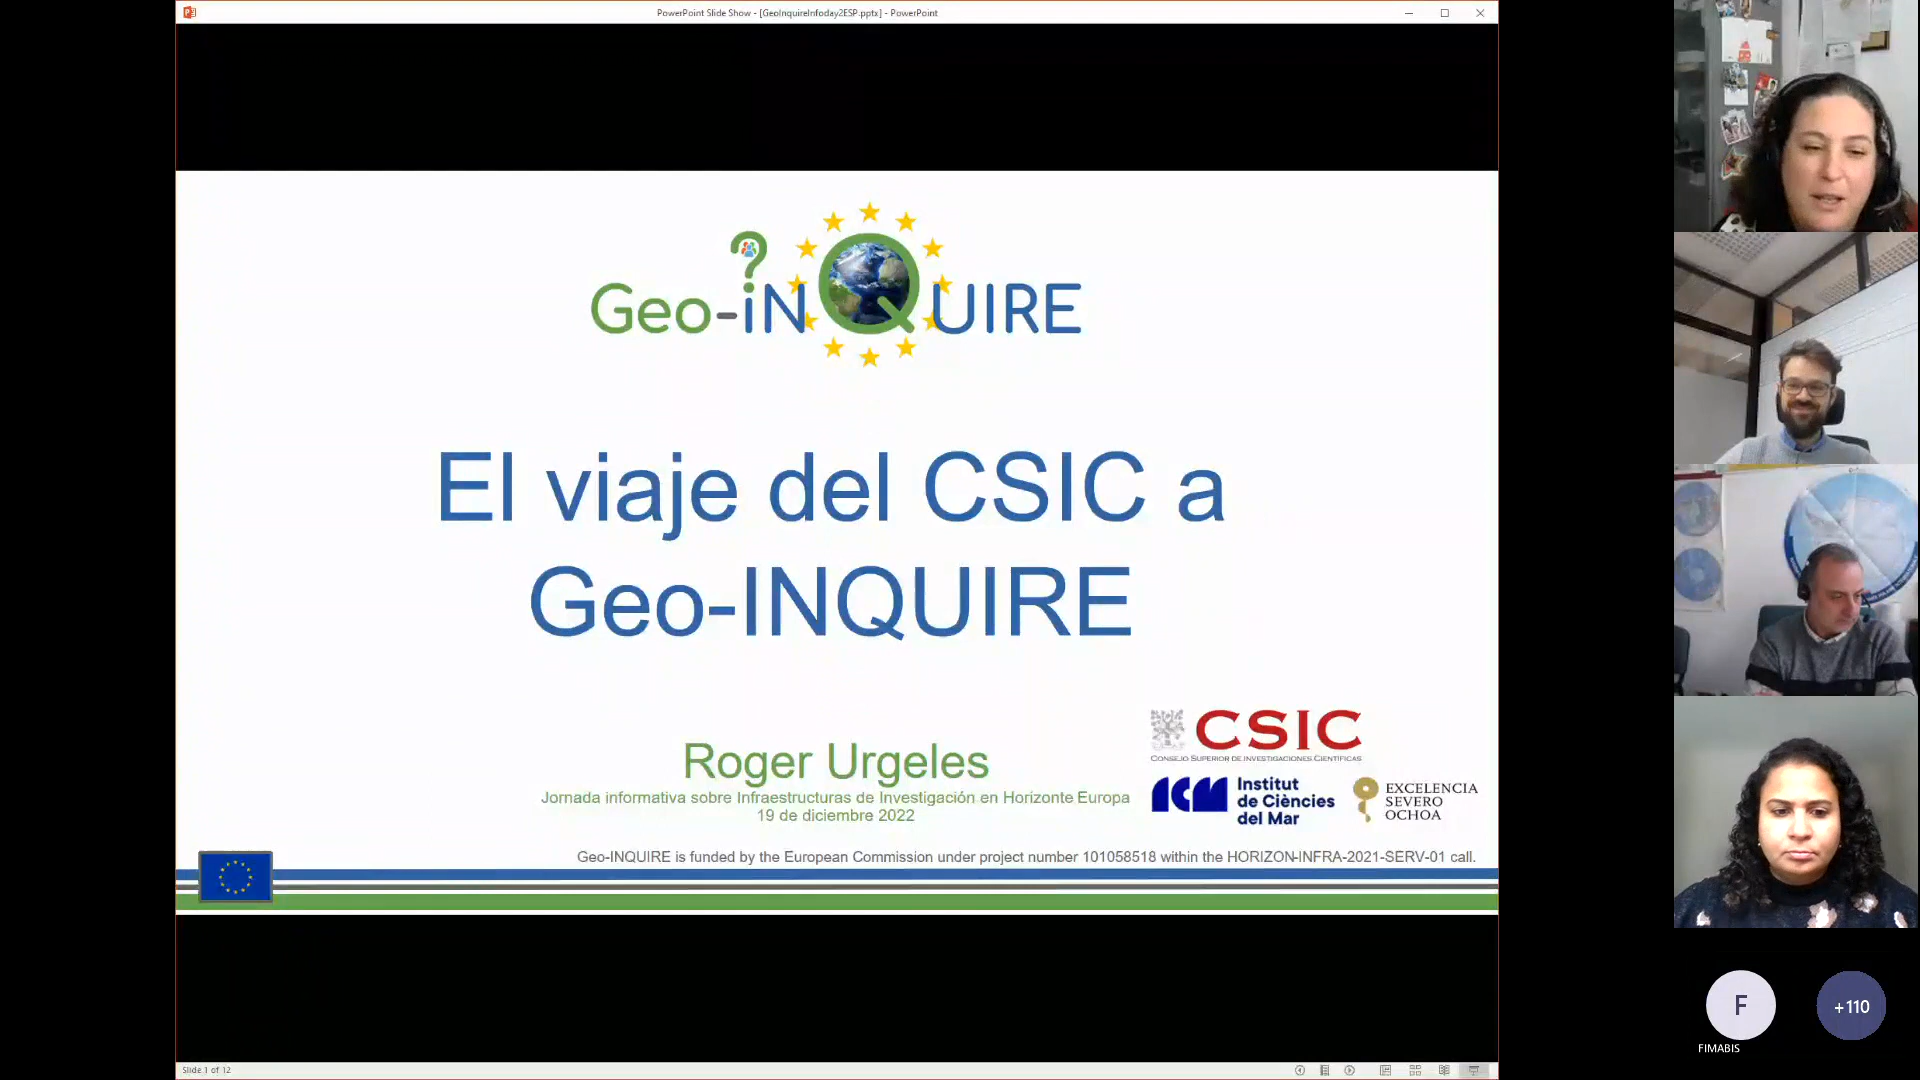 PowerPoint Slide Show - [GeoInquireInfoday2ESP.pptx] - PowerPoint
Geo-iNQUIRE
El viaje del CSIC a
Geo-INQUIRE
Roger Urgeles
Jornada informativa sobre Infraestructuras de Investigación en Horizonte Europa
19 de diciembre 2022
CSIC
CONSEJO SUPERIOR DE INVESTIGACIONES CIENTÍFICAS
ICM
Institut
de Ciències
del Mar
EXCELENCIA
SEVERO
OCHOA
Geo-INQUIRE is funded by the European Commission under project number 101058518 within the HORIZON-INFRA-2021-SERV-01 call.
Slide 1 of 12
F
+110
FIMABIS